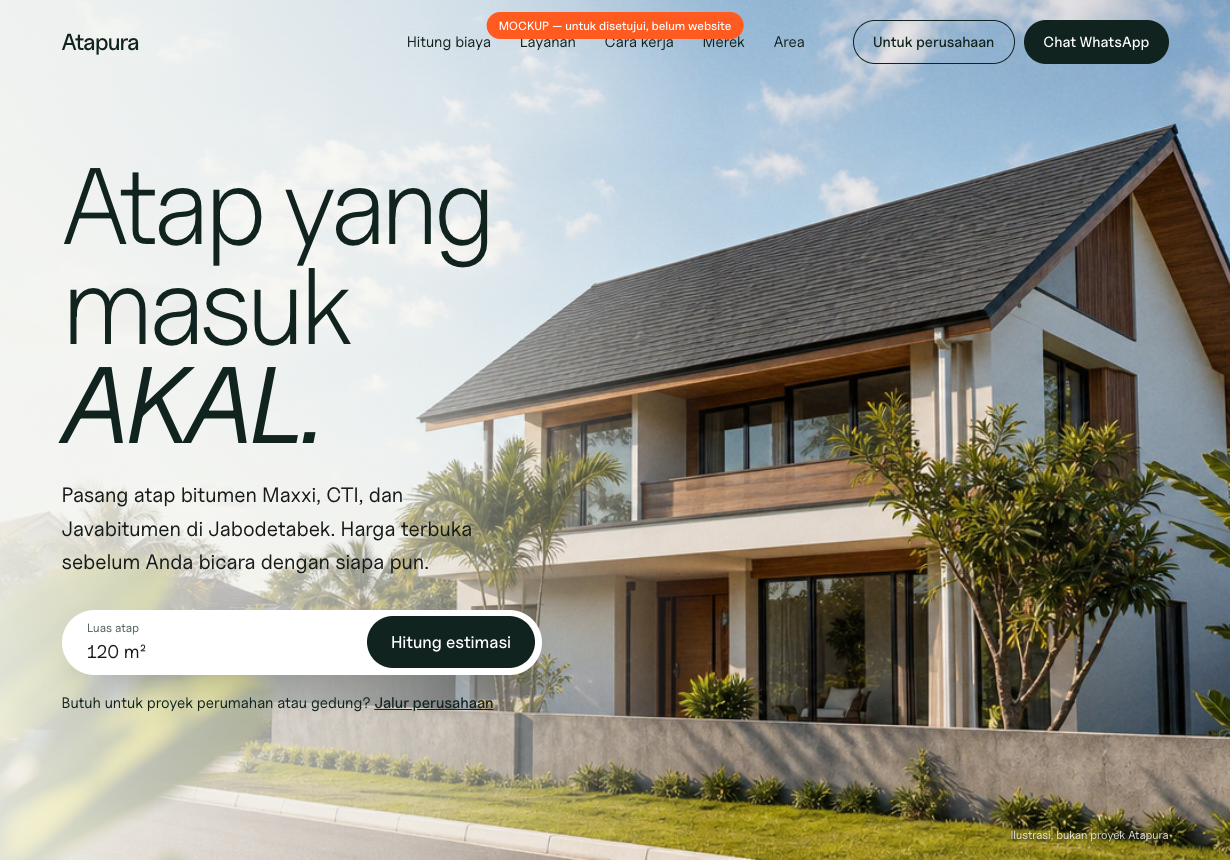 MOCKUP — untuk disetujui, belum website
Atapura
Hitung biaya
Layanan
Cara kerja
Merek
Area
Untuk perusahaan
Chat WhatsApp
Atap yang
masuk
AKAL.
Pasang atap bitumen Maxxi, CTI, dan
Javabitumen di Jabodetabek. Harga terbuka
sebelum Anda bicara dengan siapa pun.
Luas atap
120 m²
Hitung estimasi
Butuh untuk proyek perumahan atau gedung? Jalur perusahaan
Ilustrasi, bukan proyek Atapura